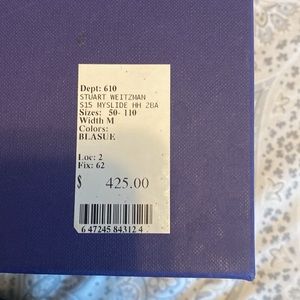 Dept: 610
STUART WEITZMAN
S15 MYSLIDE HH 2BA
Sizes: 50- 110
Width M
Colors:
BLASUE
Loc: 2
Fix: 62
$ 425.00
6 47245 84312 4